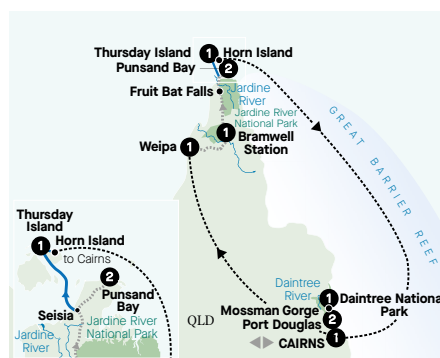 Thursday Island
1
Horn Island
Punsand Bay
2
Fruit Bat Falls
Jardine
River
Jardine River
National Park
Weipa
1
1
Bramwell
Station
GREAT BARRIER REEF
Thursday
Island
1
Horn Island
to Cairns
2
Punsand
Bay
Seisia
Jardine River
National Park
Jardine
River
Daintree
River
1
Daintree National
Park
Mossman Gorge
Port Douglas
2
QLD
CAIRNS
1